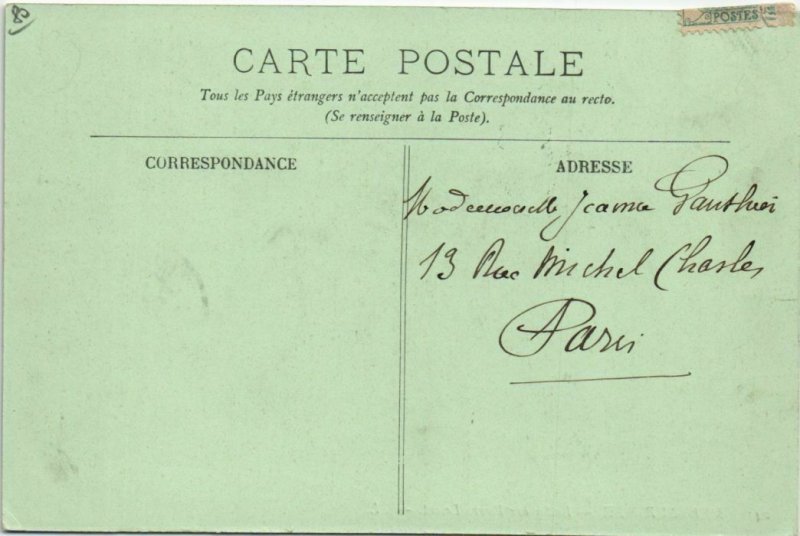 POSTES
CARTE POSTALE
Tous les Pays étrangers n'acceptent pas la Correspondance au recto.
(Se renseigner à la Poste).
CORRESPONDANCE
ADRESSE
Mademoiselle Jeanne Gauthier
13 Rue Michel Charles
Paris